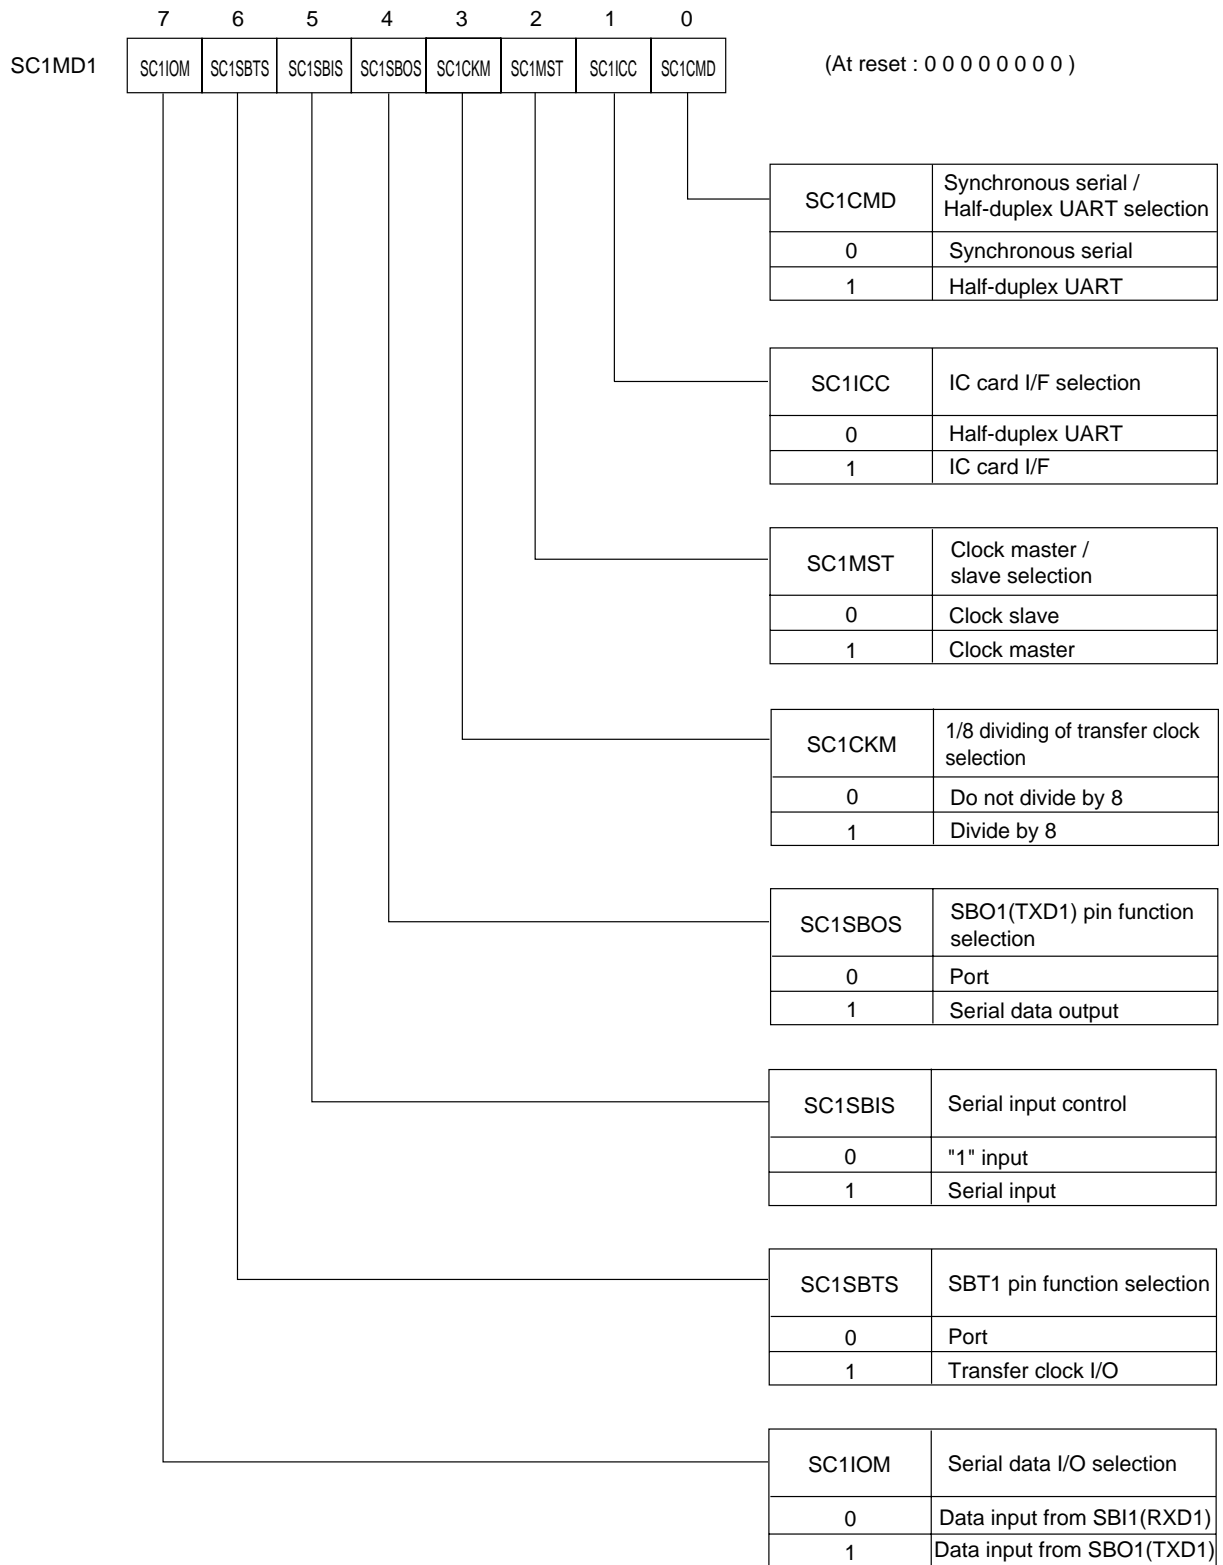 7 6 5 4 3 2 1 0
SC1MD1 SC1IOM SC1SBTS SC1SBIS SC1SBOS SC1CKM SC1MST SC1ICC SC1CMD (At reset : 0 0 0 0 0 0 0 0 )
SC1CMD Synchronous serial /
Half-duplex UART selection
0 Synchronous serial
1 Half-duplex UART
SC1ICC IC card I/F selection
0 Half-duplex UART
1 IC card I/F
SC1MST Clock master /
slave selection
0 Clock slave
1 Clock master
SC1CKM 1/8 dividing of transfer clock
selection
0 Do not divide by 8
1 Divide by 8
SC1SBOS SBO1(TXD1) pin function
selection
0 Port
1 Serial data output
SC1SBIS Serial input control
0 "1" input
1 Serial input
SC1SBTS SBT1 pin function selection
0 Port
1 Transfer clock I/O
SC1IOM Serial data I/O selection
0 Data input from SBI1(RXD1)
1 Data input from SBO1(TXD1)